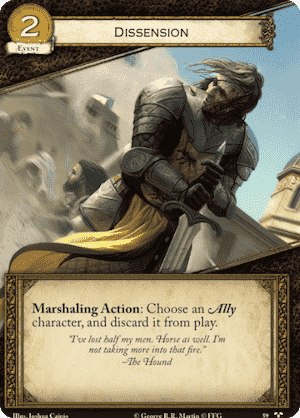 2
EVENT
DISSENSION
Marshaling Action: Choose an Ally
character, and discard it from play.
"I've lost half my men. Horse as well. I'm
not taking more into that fire."
–The Hound
Illus. Joshua Cairós
© George R.R. Martin © FFG
59